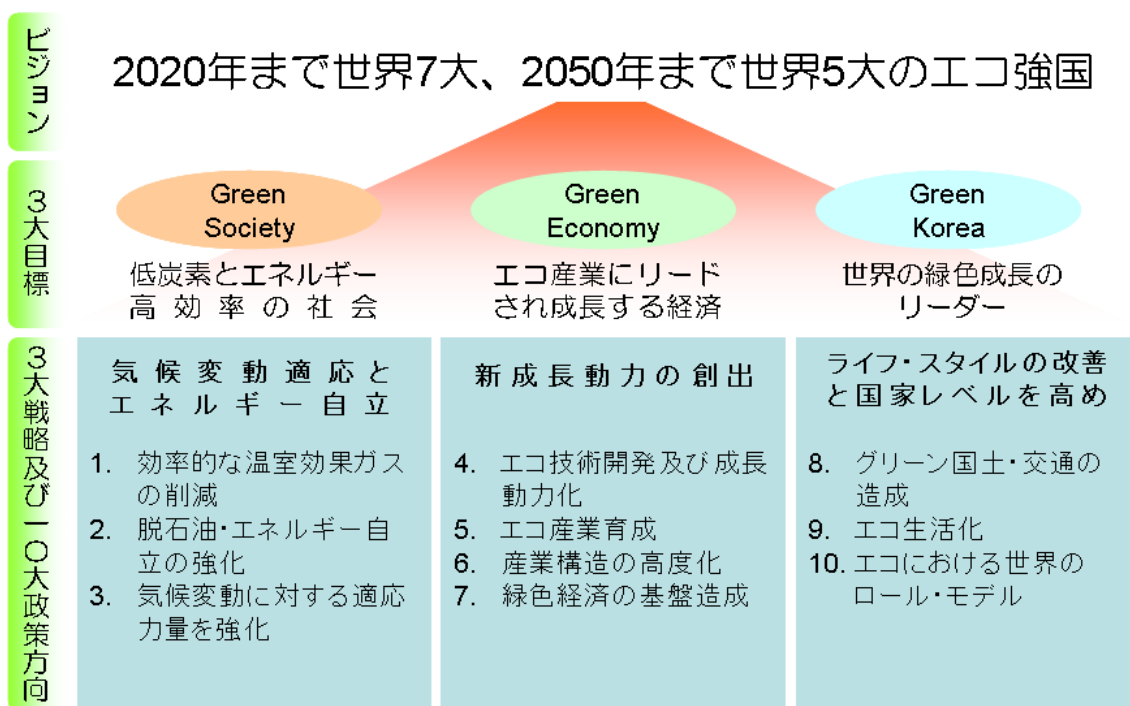 ビジョン
2020年まで世界7大、2050年まで世界5大のエコ強国
3大目標
Green
Society
低炭素とエネルギー
高効率の社会
Green
Economy
エコ産業にリード
され成長する経済
Green
Korea
世界の緑色成長の
リーダー
3大戦略及び一〇大政策方向
気候変動適応と
エネルギー自立
1. 効率的な温室効果ガス
の削減
2. 脱石油・エネルギー自
立の強化
3. 気候変動に対する適応
力量を強化
新成長動力の創出
4. エコ技術開発及び成長
動力化
5. エコ産業育成
6. 産業構造の高度化
7. 緑色経済の基盤造成
ライフ・スタイルの改善
と国家レベルを高め
8. グリーン国土・交通の
造成
9. エコ生活化
10. エコにおける世界の
ロール・モデル